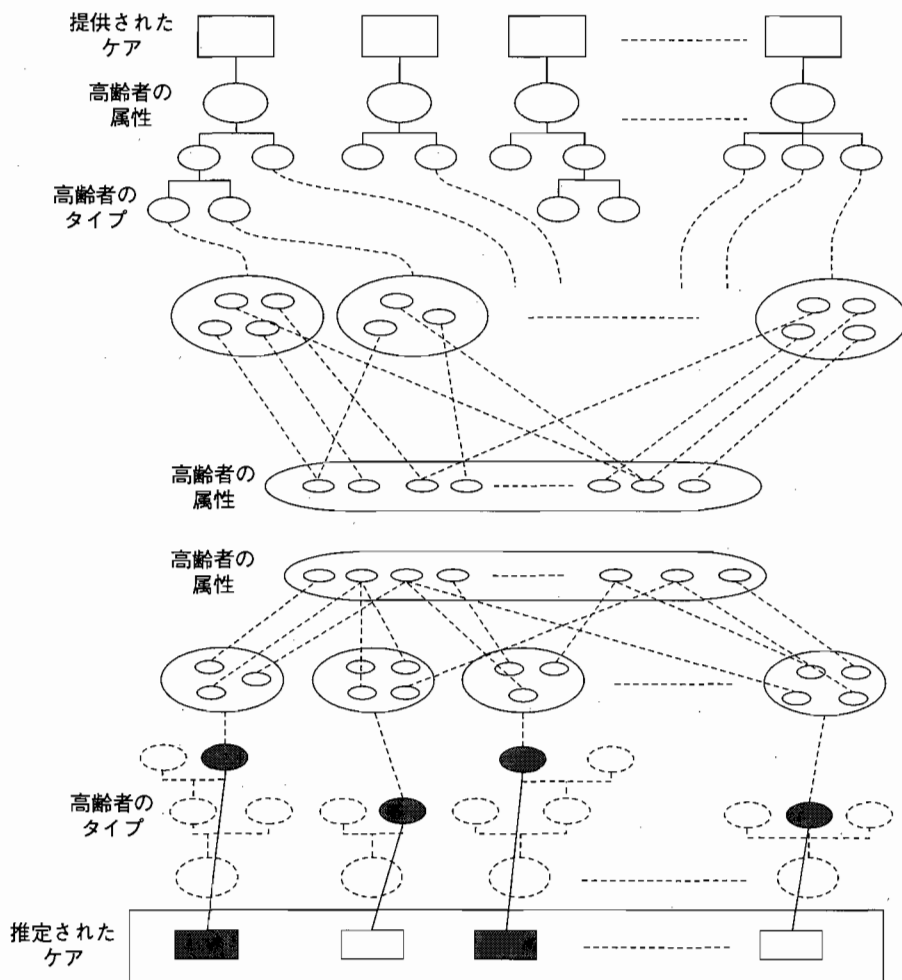 提供された
ケア
高齢者の
属性
高齢者の
タイプ
高齢者の
属性
高齢者の
属性
高齢者の
タイプ
推定された
ケア